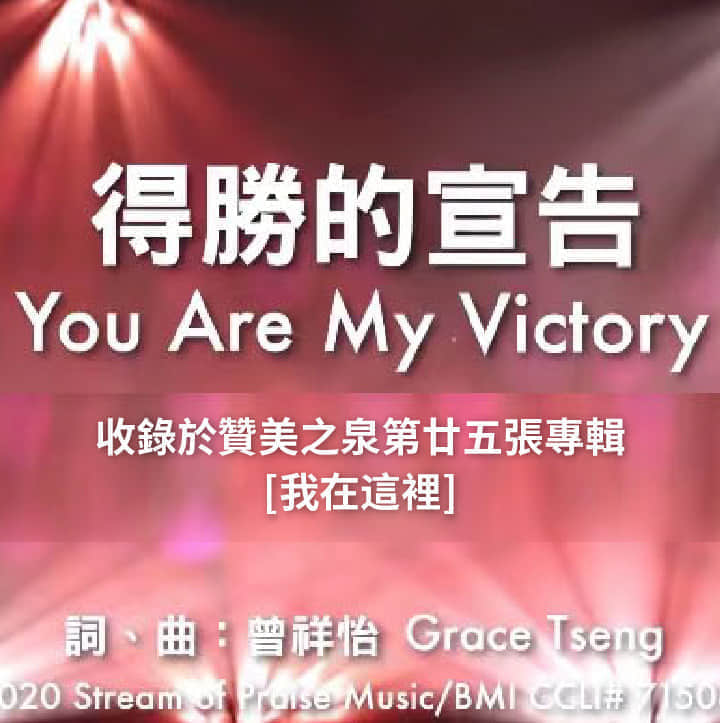 得勝的宣告
You Are My Victory
收錄於贊美之泉第廿五張專輯
[我在這裡]
詞、曲：曾祥怡 Grace Tseng
020 Stream of Praise Music/BMI CCLI# 7150